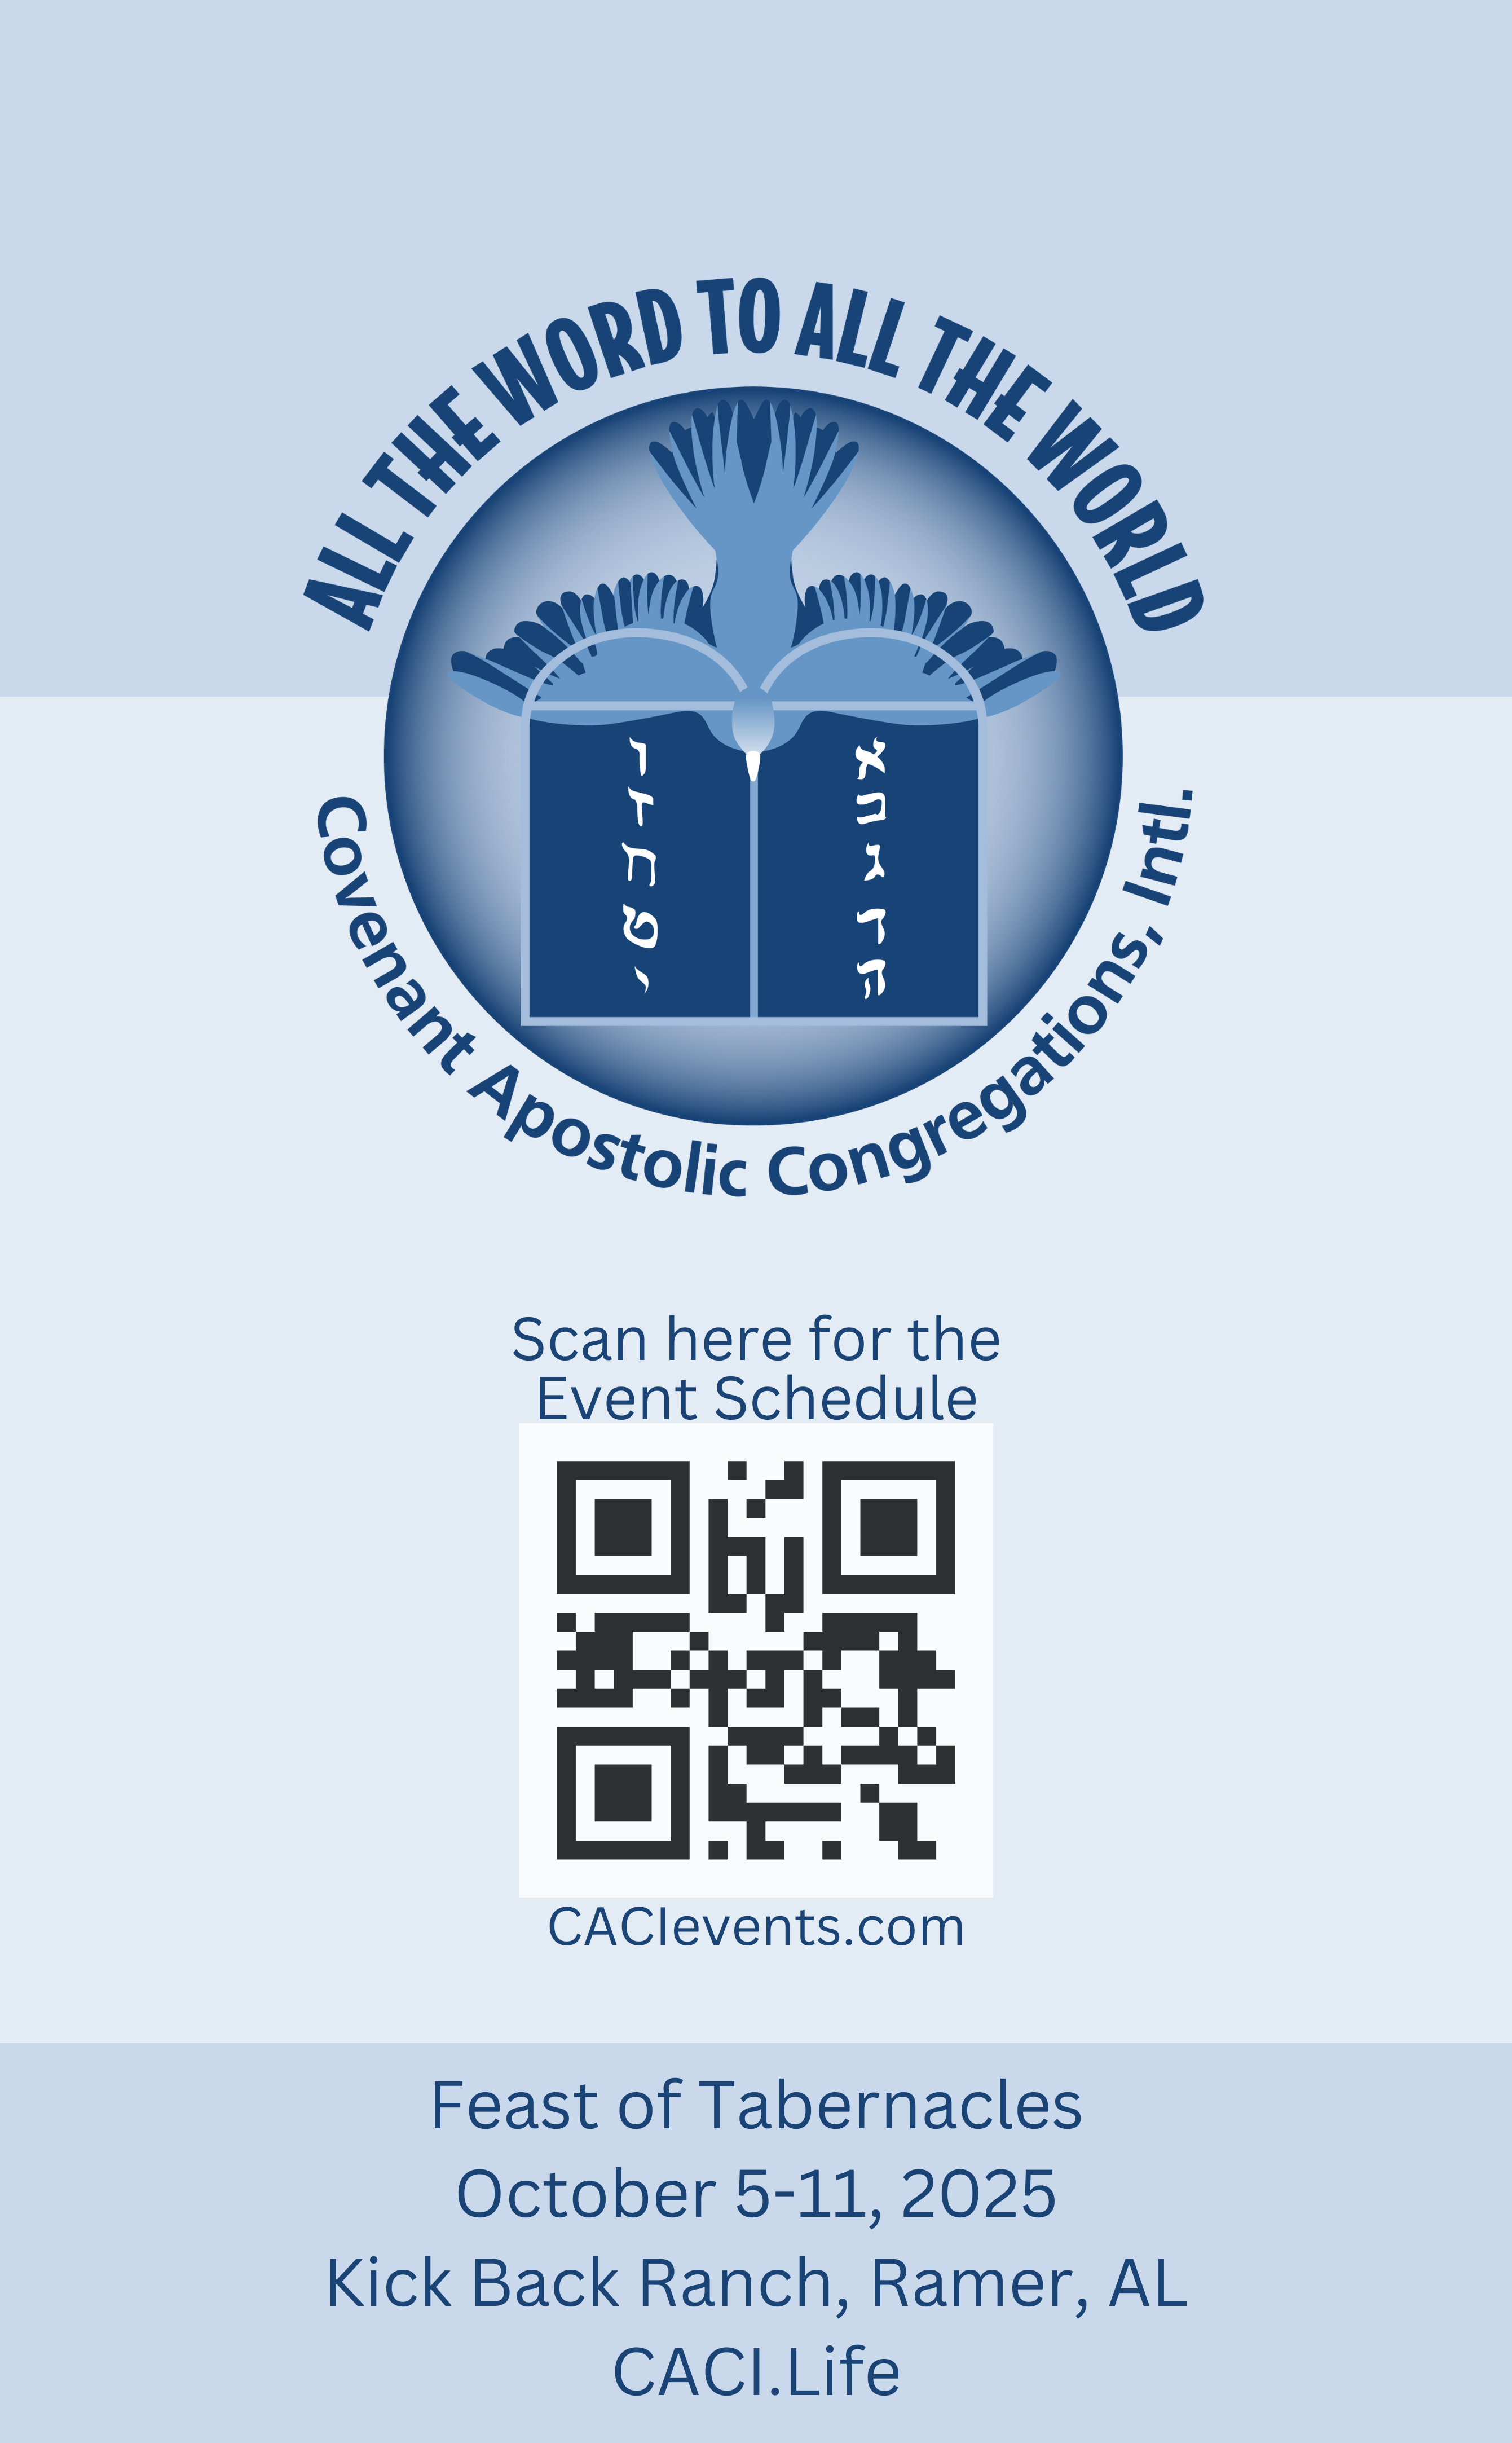 ALL THE WORD TO ALL THE WORLD
Covenant Apostolic Congregations, Intl.
Scan here for the
Event Schedule
CACIevents.com
Feast of Tabernacles
October 5-11, 2025
Kick Back Ranch, Ramer, AL
CACI.Life